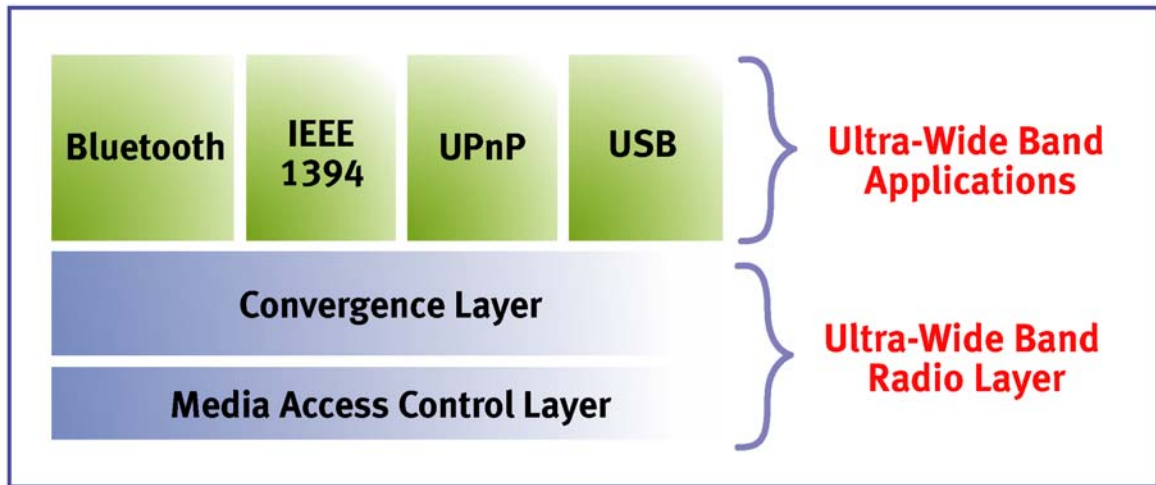 Bluetooth
IEEE
1394
UPnP
USB
Ultra-Wide Band
Applications
Convergence Layer
Media Access Control Layer
Ultra-Wide Band
Radio Layer